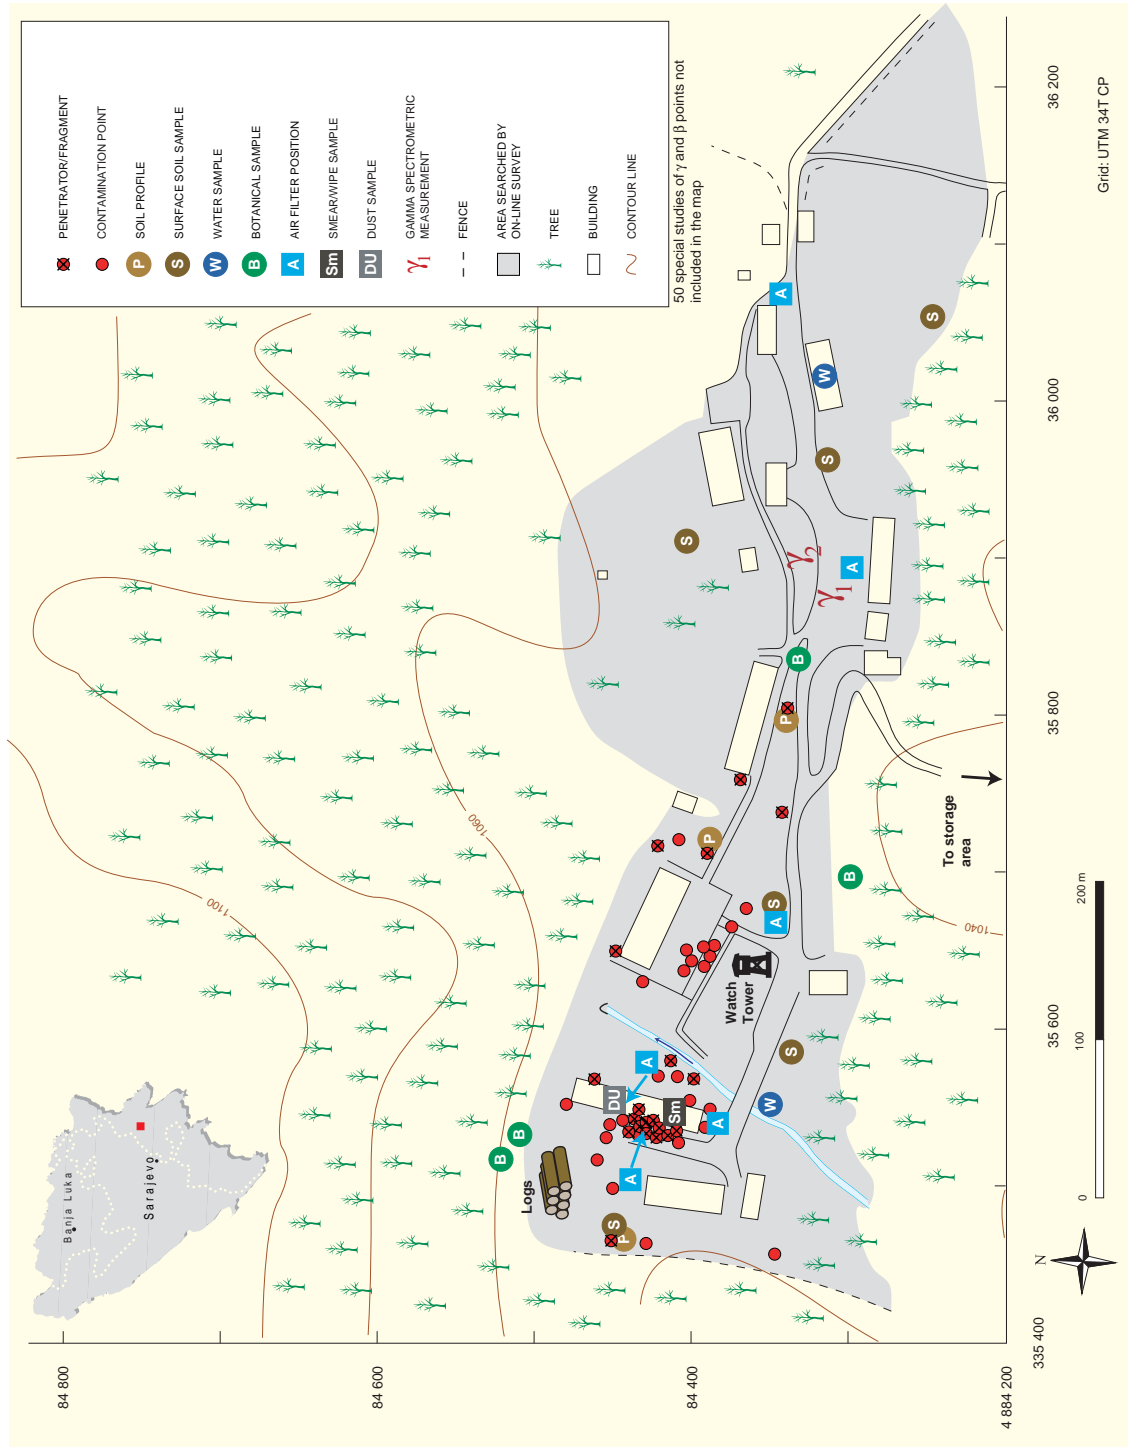 PENETRATOR/FRAGMENT
CONTAMINATION POINT
P SOIL PROFILE
S SURFACE SOIL SAMPLE
W WATER SAMPLE
B BOTANICAL SAMPLE
A AIR FILTER POSITION
Sm SMEAR/WIPE SAMPLE
DU DUST SAMPLE
γ1 GAMMA SPECTROMETRIC
MEASUREMENT
FENCE
AREA SEARCHED BY
ON-LINE SURVEY
TREE
BUILDING
CONTOUR LINE
50 special studies of γ and β points not
included in the map
Banja Luka
Sarajevo
1100
1060
1040
B
B
Logs
A
DU
Sm
A
A
S
P
W
S
Watch
Tower
A
S
P
P
B
B
γ1
γ2
A
S
S
W
A
S
To storage
area
84 800
84 600
84 400
4 884 200
335 400
35 600
35 800
36 000
36 200
N
0
100
200 m
Grid: UTM 34T CP